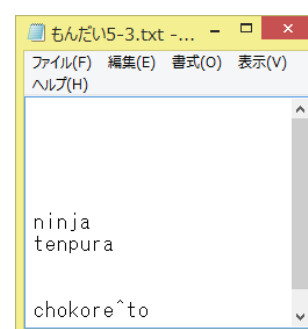 もんだい5-3.txt -...
ファイル(F) 編集(E) 書式(O) 表示(V)
ヘルプ(H)
ninja
tenpura
chokore^to